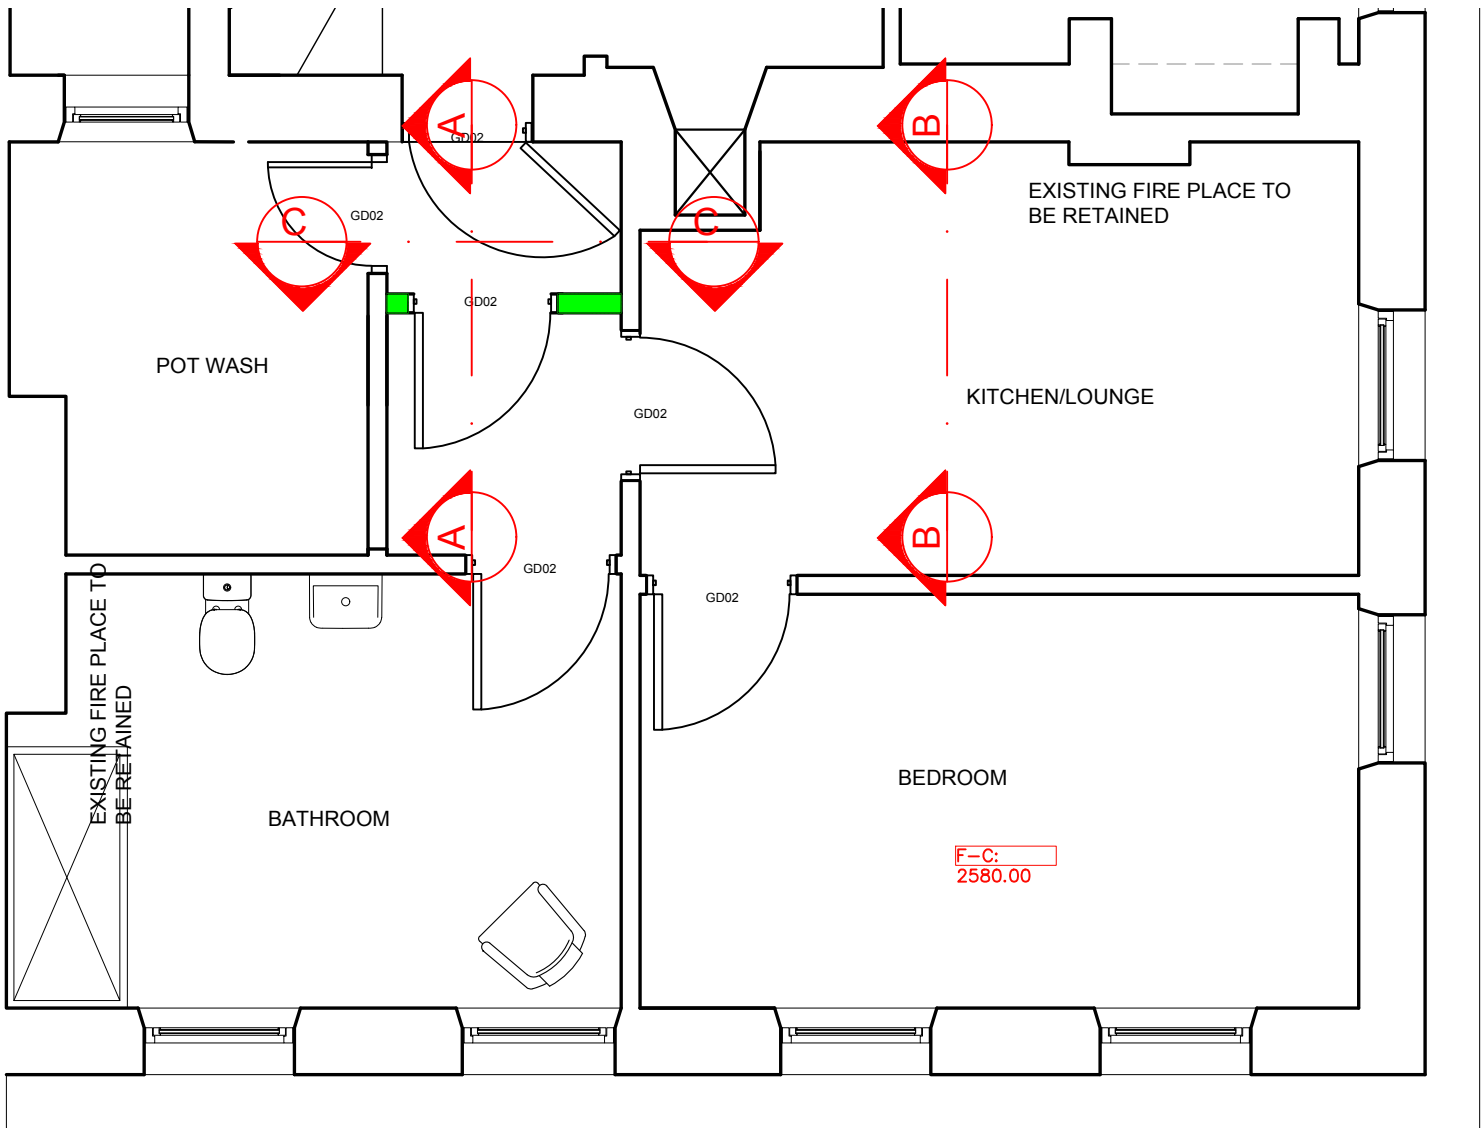 A
GD02
B
EXISTING FIRE PLACE TO
BE RETAINED
C
GD02
C
GD02
POT WASH
KITCHEN/LOUNGE
GD02
A
B
GD02
GD02
EXISTING FIRE PLACE TO
BE RETAINED
BEDROOM
BATHROOM
F-C:
2580.00